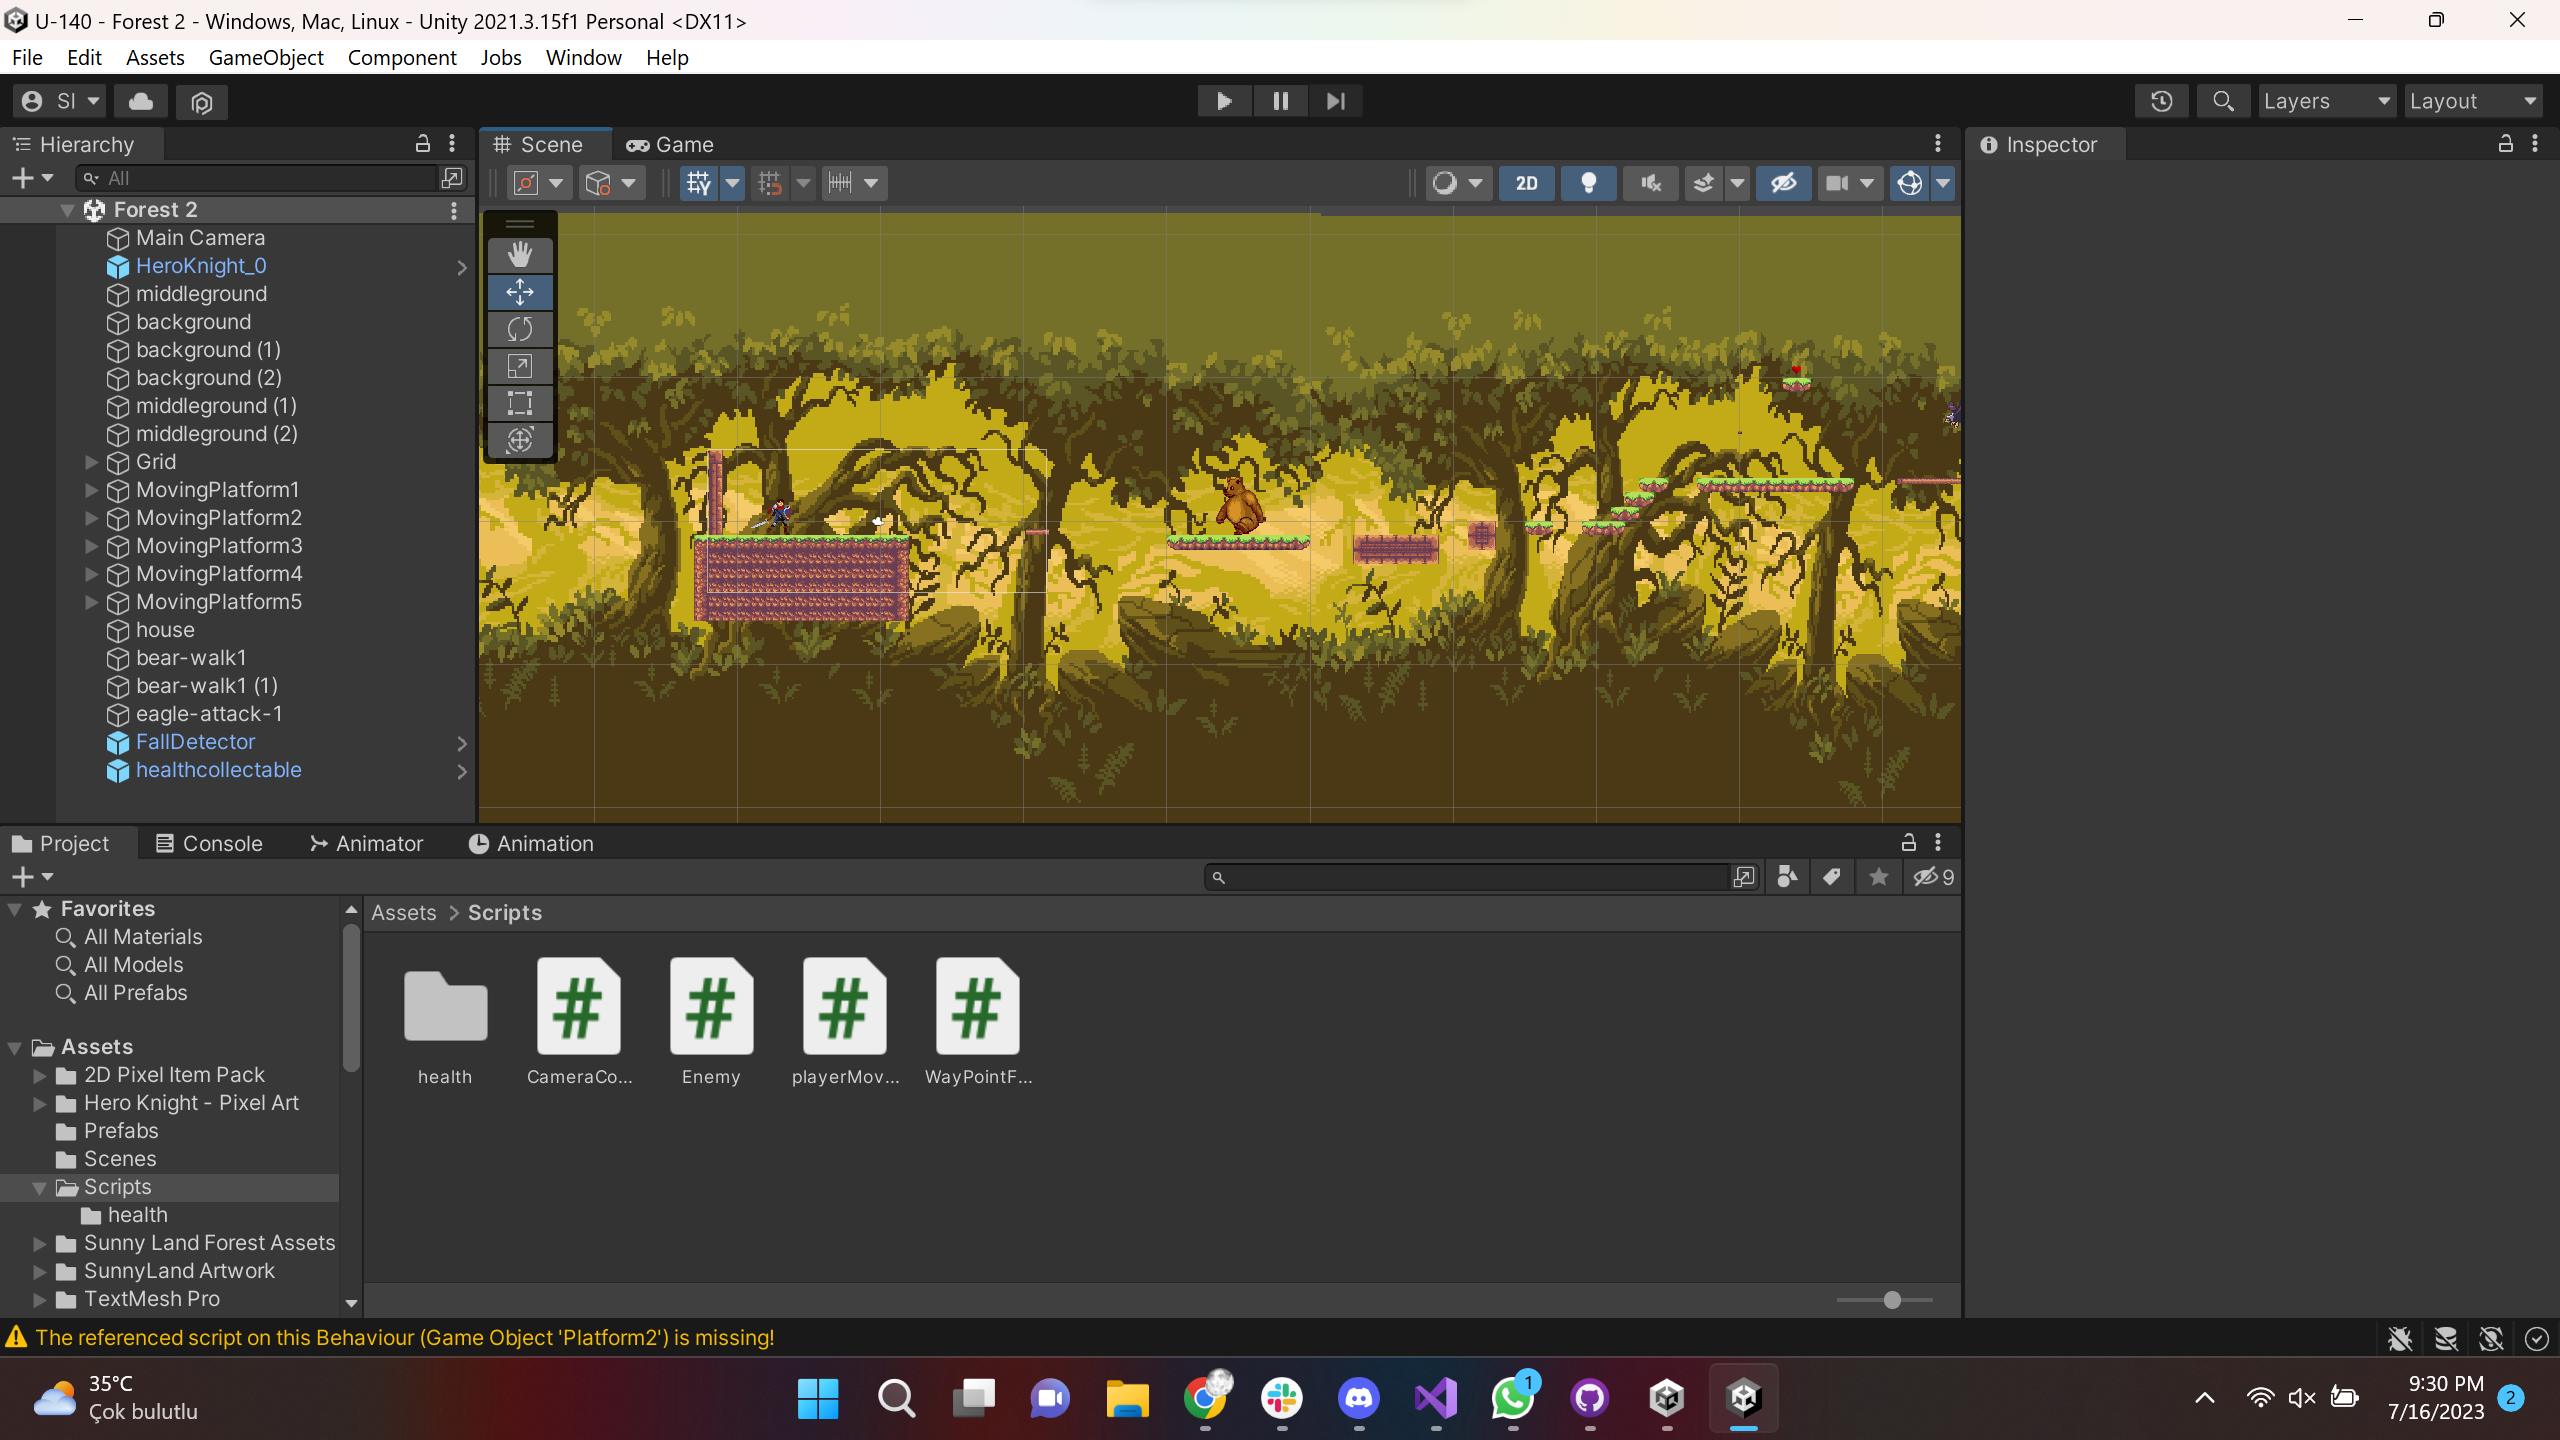 U-140 - Forest 2 - Windows, Mac, Linux - Unity 2021.3.15f1 Personal <DX11>
File Edit Assets GameObject Component Jobs Window Help
SI Layers Layout
Hierarchy
All
Forest 2
Main Camera
HeroKnight_0
middleground
background
background (1)
background (2)
middleground (1)
middleground (2)
Grid
MovingPlatform1
MovingPlatform2
MovingPlatform3
MovingPlatform4
MovingPlatform5
house
bear-walk1
bear-walk1 (1)
eagle-attack-1
FallDetector
healthcollectable
Scene Game
2D
Inspector
Project Console Animator Animation
9
Favorites
All Materials
All Models
All Prefabs
Assets
2D Pixel Item Pack
Hero Knight - Pixel Art
Prefabs
Scenes
Scripts
health
Sunny Land Forest Assets
SunnyLand Artwork
TextMesh Pro
Assets > Scripts
health CameraCo... Enemy playerMov... WayPointF...
The referenced script on this Behaviour (Game Object 'Platform2') is missing!
35°C
Çok bulutlu
1
9:30 PM
7/16/2023
2